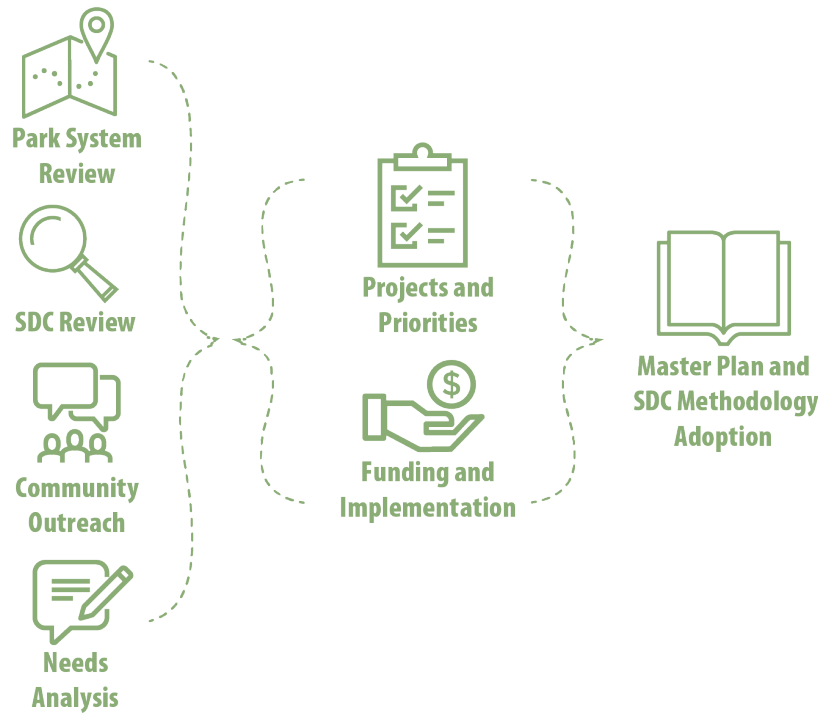 Park System
Review
SDC Review
Community
Outreach
Needs
Analysis
Projects and
Priorities
$
Funding and
Implementation
Master Plan and
SDC Methodology
Adoption